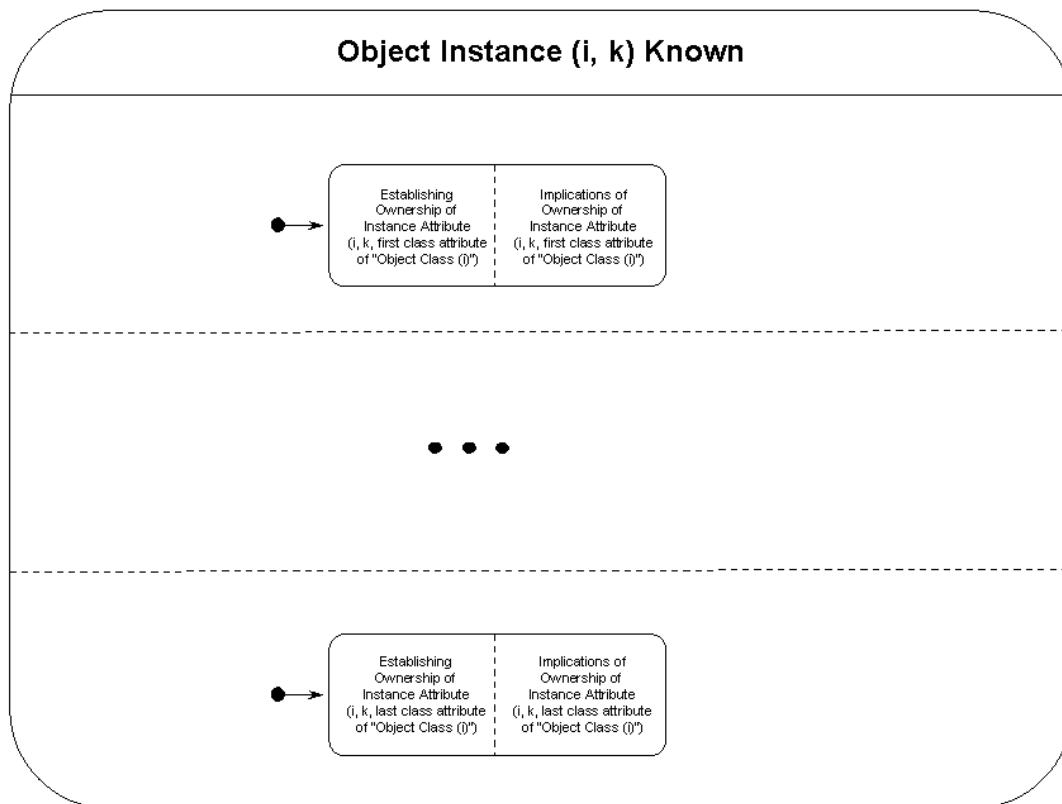 Object Instance (i, k) Known
Establishing
Ownership of
Instance Attribute
(i, k, first class attribute
of "Object Class (i)")
Implications of
Ownership of
Instance Attribute
(i, k, first class attribute
of "Object Class (i)")
Establishing
Ownership of
Instance Attribute
(i, k, last class attribute
of "Object Class (i)")
Implications of
Ownership of
Instance Attribute
(i, k, last class attribute
of "Object Class (i)")